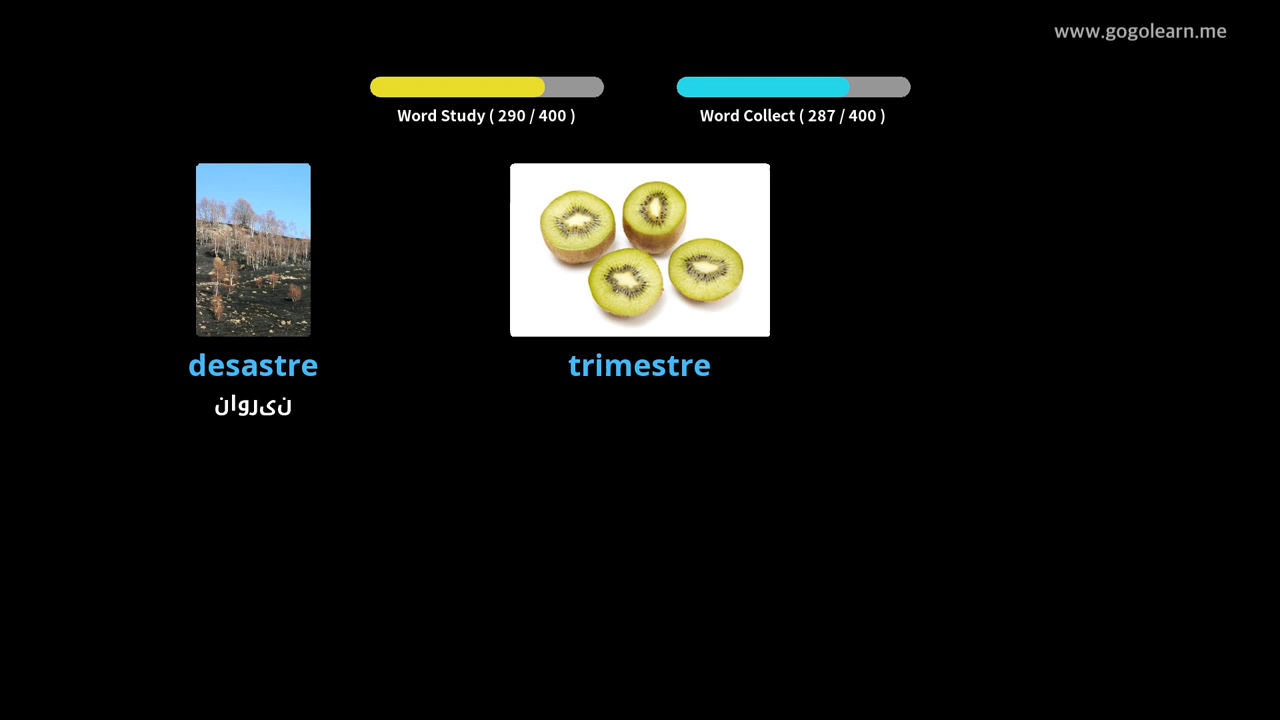 www.gogolearn.me
Word Study ( 290 / 400 )
Word Collect ( 287 / 400 )
desastre
trimestre
نیروان